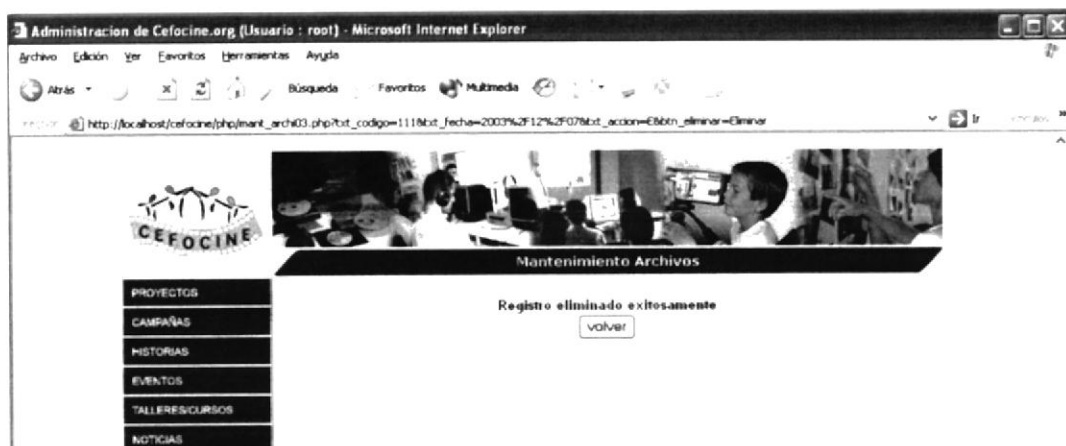 Administracion de Cefocine.org (Usuario : root) - Microsoft Internet Explorer
Archivo Edición Ver Favoritos Herramientas Ayuda
Atrás Búsqueda Favoritos Multimedia
http://localhost/cefocine/php/mant_archi03.php?txt_codigo=111&txt_fecha=2003%2F12%2F07&txt_accion=E&btn_eliminar=Eliminar Ir
CEFOCINE
Mantenimiento Archivos
PROYECTOS
Registro eliminado exitosamente
volver
CAMPAÑAS
HISTORIAS
EVENTOS
TALLERES/CURSOS
NOTICIAS